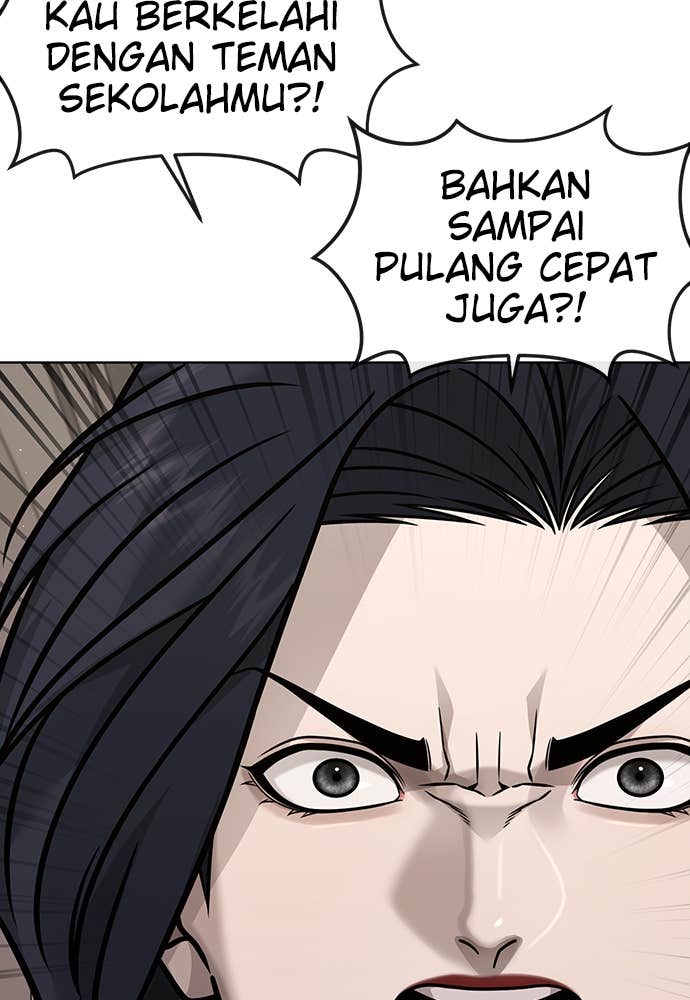 KAU BERKELAHI
DENGAN TEMAN
SEKOLAHMU?!
BAHKAN
SAMPAI
PULANG CEPAT
JUGA?!